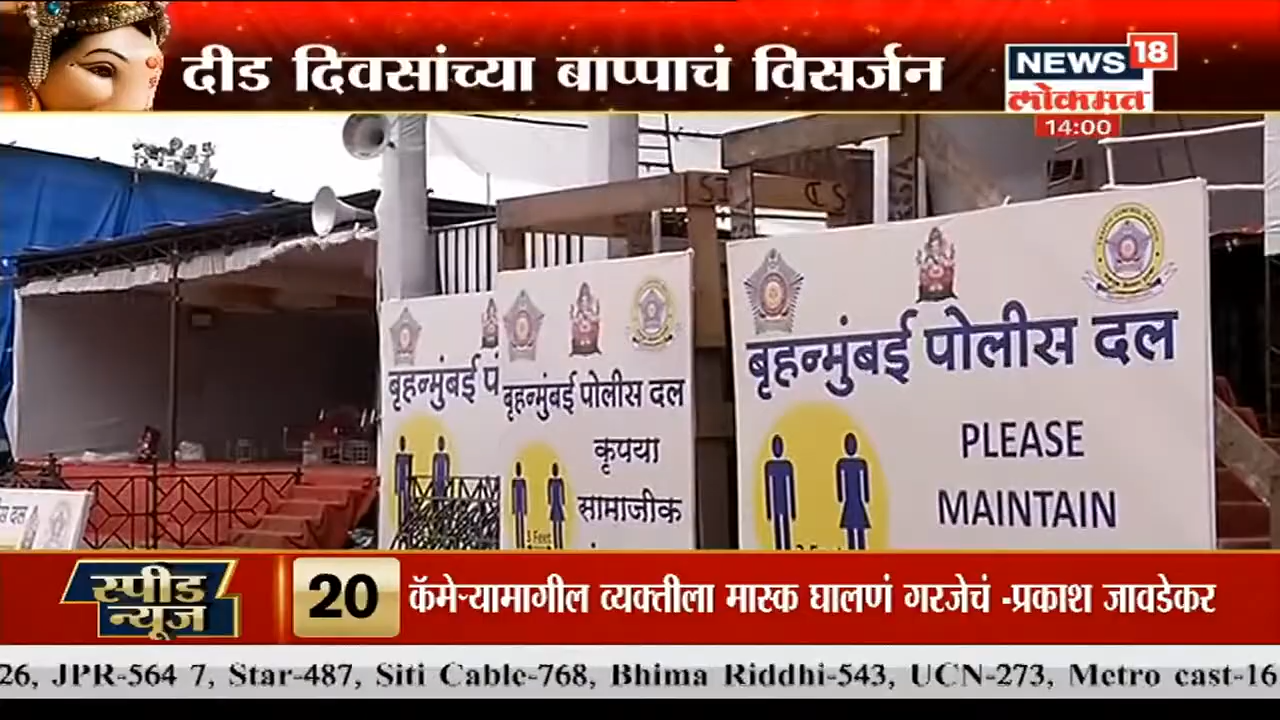 दीड दिवसांच्या बाप्पाचं विसर्जन
NEWS 18
लोकमत
14:00
बृहन्मुंबई पोलीस दल
PLEASE
MAINTAIN
बृहन्मुंबई पोलीस दल
कृपया
सामाजीक
3 Feet
बृहन्मुंबई
स्पीड
न्यूज
20
कॅमेऱ्यामागील व्यक्तीला मास्क घालणं गरजेचं -प्रकाश जावडेकर
26, JPR-564 7, Star-487, Siti Cable-768, Bhima Riddhi-543, UCN-273, Metro cast-16